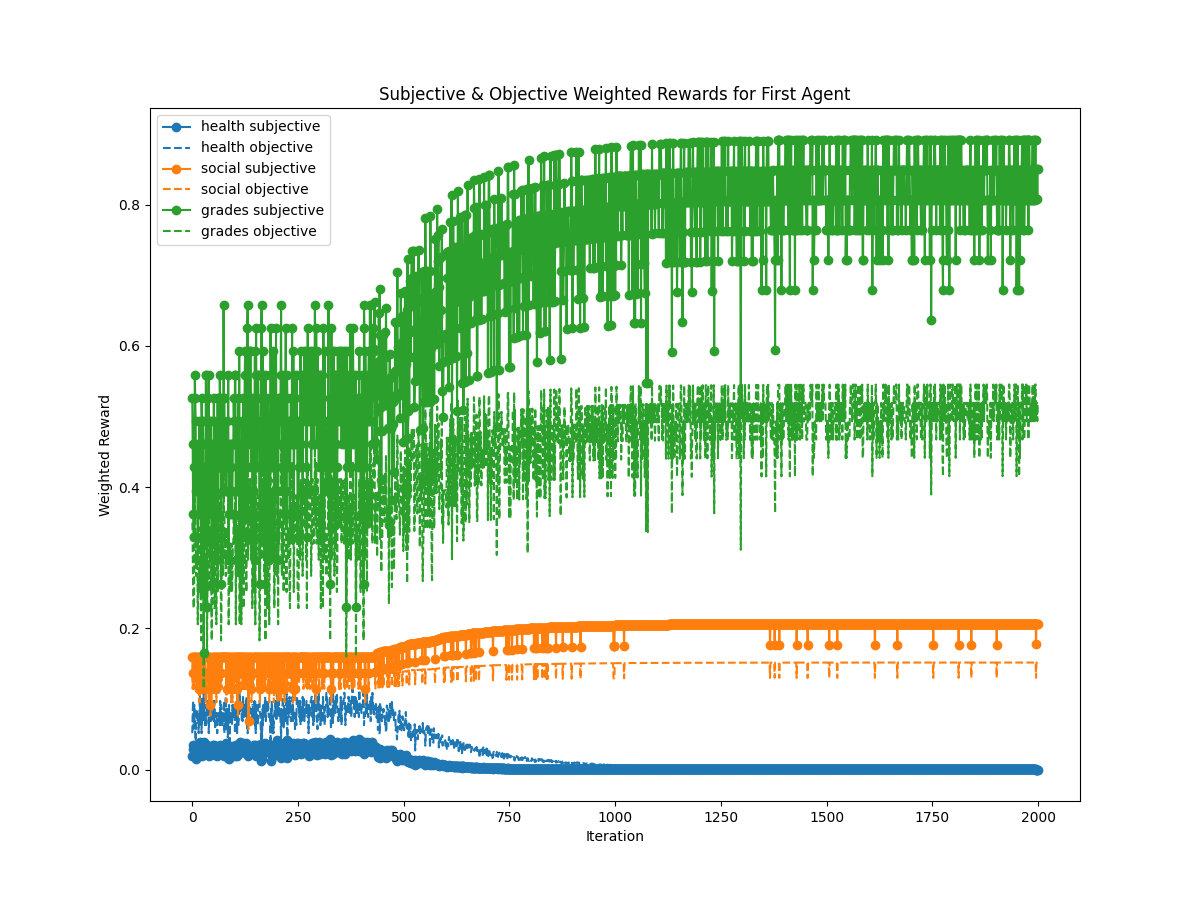 Subjective & Objective Weighted Rewards for First Agent
health subjective
health objective
social subjective
social objective
grades subjective
grades objective
Weighted Reward
0.8
0.6
0.4
0.2
0.0
0 250 500 750 1000 1250 1500 1750 2000
Iteration